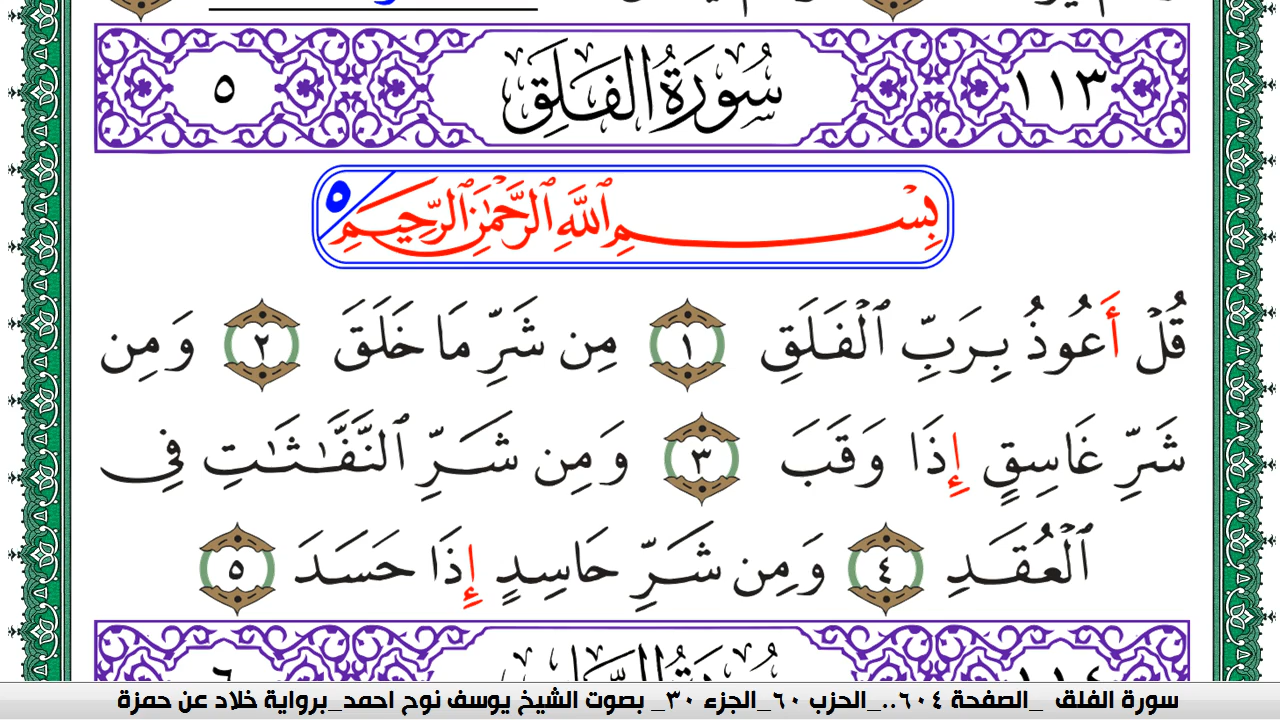 ١١٣ سُورَةُ الْفَلَقِ ٥
بِسْمِ ٱللَّهِ ٱلرَّحْمَٰنِ ٱلرَّحِيمِ ٥
قُلْ أَعُوذُ بِرَبِّ ٱلْفَلَقِ ١ مِن شَرِّ مَا خَلَقَ ٢ وَمِن
شَرِّ غَاسِقٍ إِذَا وَقَبَ ٣ وَمِن شَرِّ ٱلنَّفَّٰثَٰتِ فِى
ٱلْعُقَدِ ٤ وَمِن شَرِّ حَاسِدٍ إِذَا حَسَدَ ٥
سورة الفلق _الصفحة ٦٠٤.._الحزب ٦٠_الجزء ٣٠_ بصوت الشيخ يوسف نوح احمد_برواية خلاد عن حمزة